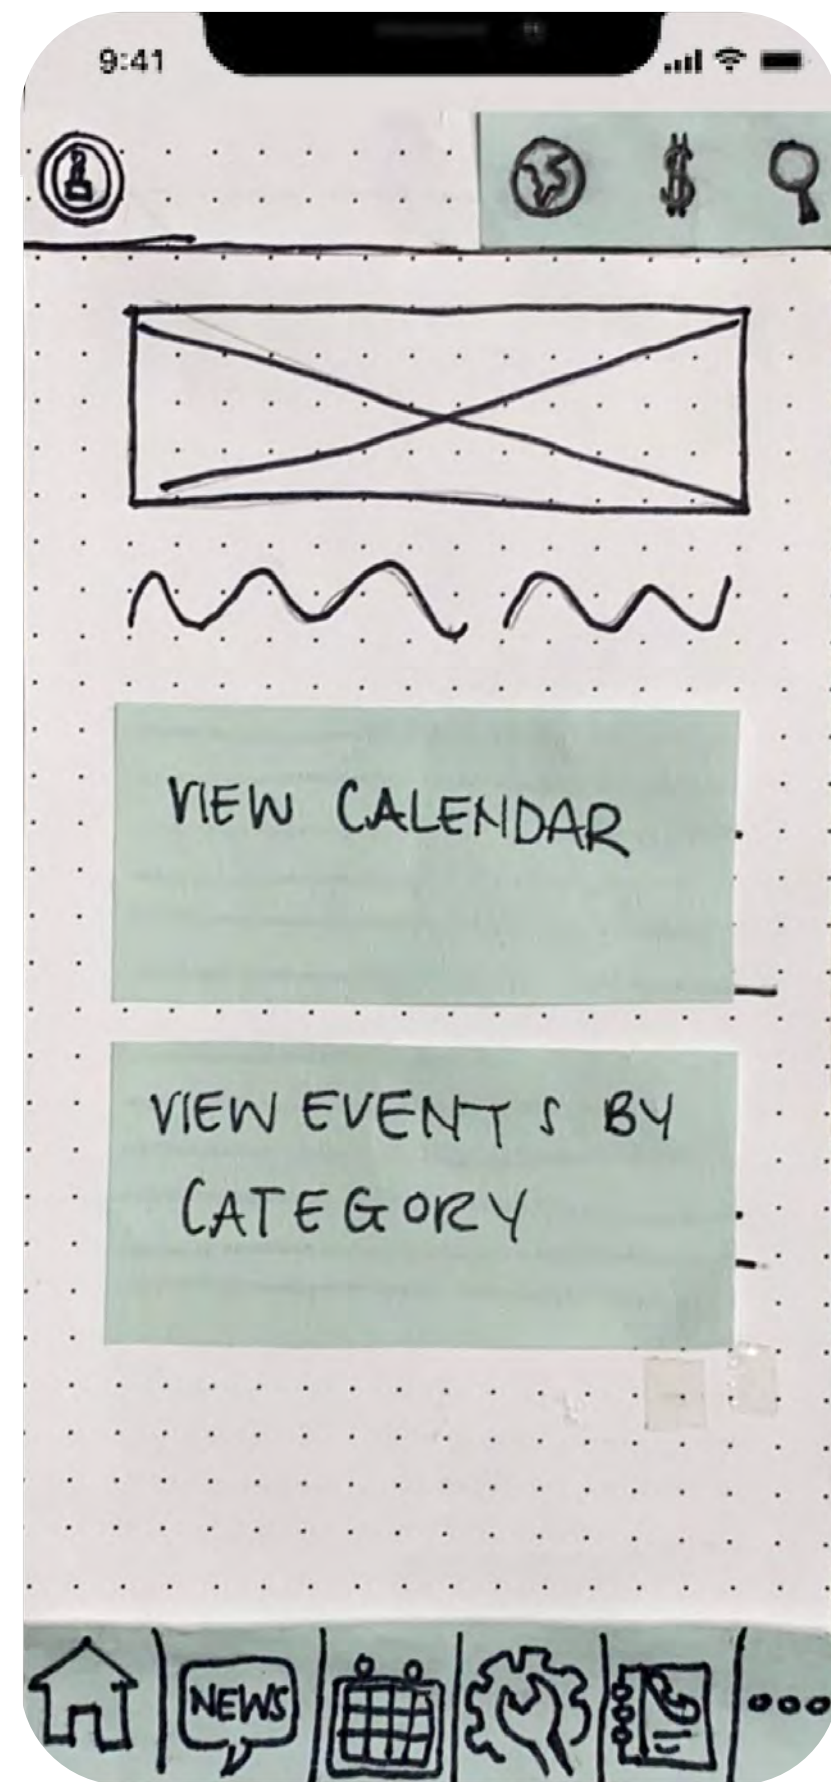 9:41
$
VIEW CALENDAR
VIEW EVENTS BY
CATEGORY
NEWS